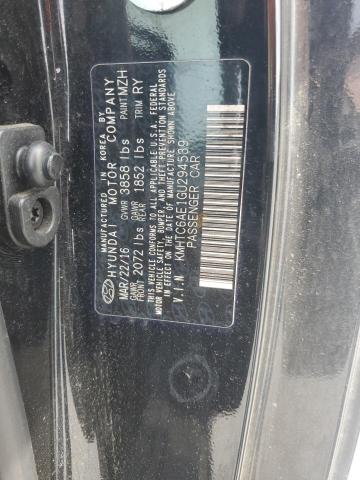 MANUFACTURED IN KOREA BY
HYUNDAI MOTOR COMPANY
MAR/22/16 GVWR 3858 lbs PAINT MZH
GAWR FRONT 2072 lbs GAWR REAR 1852 lbs TRIM RY
THIS VEHICLE CONFORMS TO ALL APPLICABLE U.S.A. FEDERAL
MOTOR VEHICLE SAFETY, BUMPER, AND THEFT PREVENTION
STANDARDS IN EFFECT ON THE DATE OF MANUFACTURE SHOWN ABOVE.
V.I.N KMHTC6AE1GU294599
PASSENGER CAR